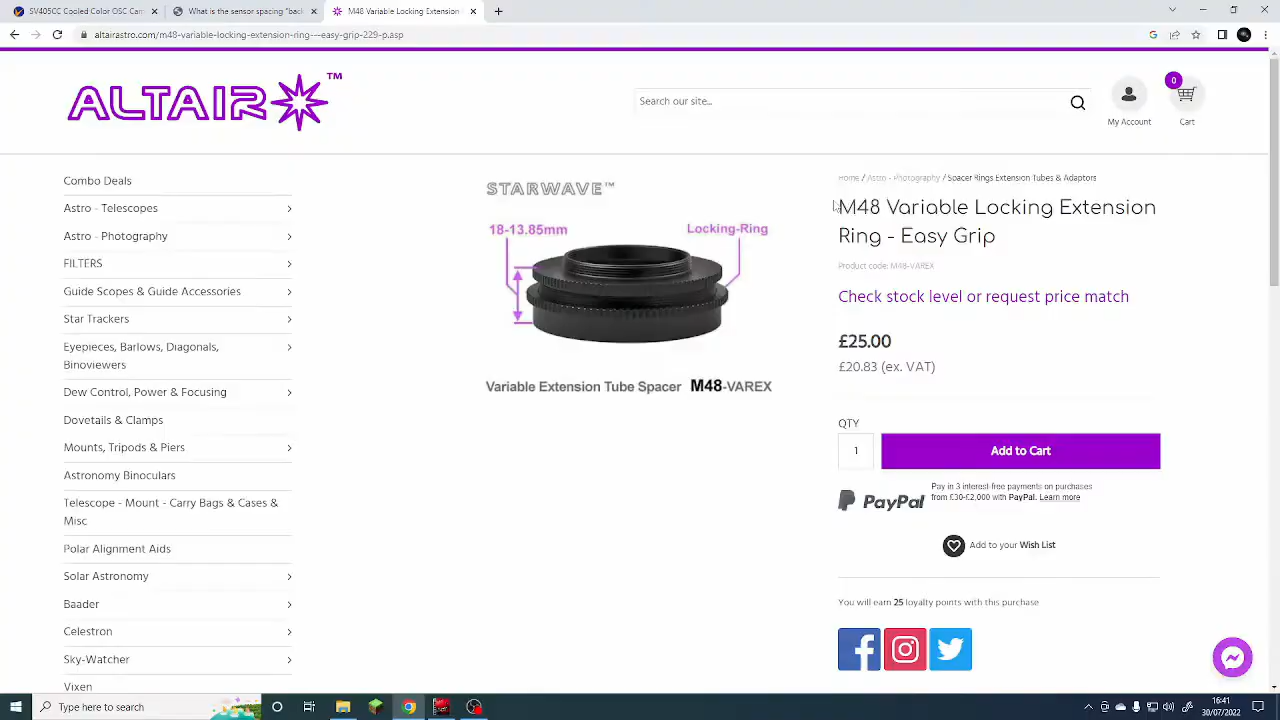 SV405CC Cooled Color OSC Carr
What is the sensor spacing "back
M48 Variable Locking Extension
altairastro.com/m48-variable-locking-extension-ring---easy-grip-229-p.asp
ALTAIR™
Search our site...
0
My Account
Cart
Combo Deals
Astro - Telescopes
Astro - Photography
FILTERS
Guide Scopes & Guide Accessories
Star Trackers
Eyepieces, Barlows, Diagonals,
Binoviewers
Dew Control, Power & Focusing
Dovetails & Clamps
Mounts, Tripods & Piers
Astronomy Binoculars
Telescope - Mount - Carry Bags & Cases &
Misc
Polar Alignment Aids
Solar Astronomy
Baader
Celestron
Sky-Watcher
Vixen
STARWAVE™
18-13.85mm
Locking-Ring
Variable Extension Tube Spacer M48-VAREX
Home / Astro - Photography / Spacer Rings Extension Tubes & Adaptors
M48 Variable Locking Extension
Ring - Easy Grip
Product code: M48-VAREX
Check stock level or request price match
£25.00
£20.83 (ex. VAT)
QTY
1
Add to Cart
PayPal
Pay in 3 interest-free payments on purchases
from £30-£2,000 with PayPal. Learn more
Add to your Wish List
You will earn 25 loyalty points with this purchase
Type here to search
16:41
30/07/2022